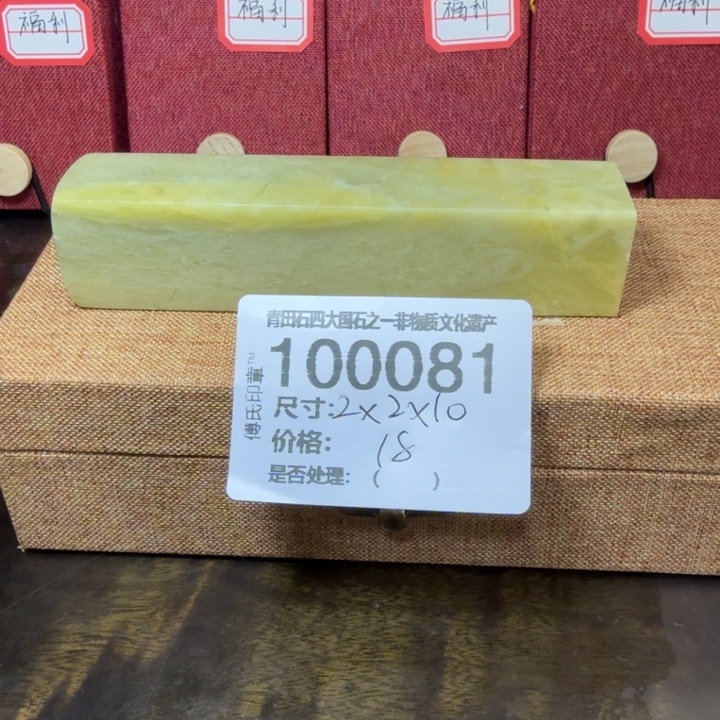 福利
福利
福利
福利
青田石四大国石之一非物质文化遗产
傅氏印章™
100081
尺寸:2x2x10
价格: 18
是否处理: ( )